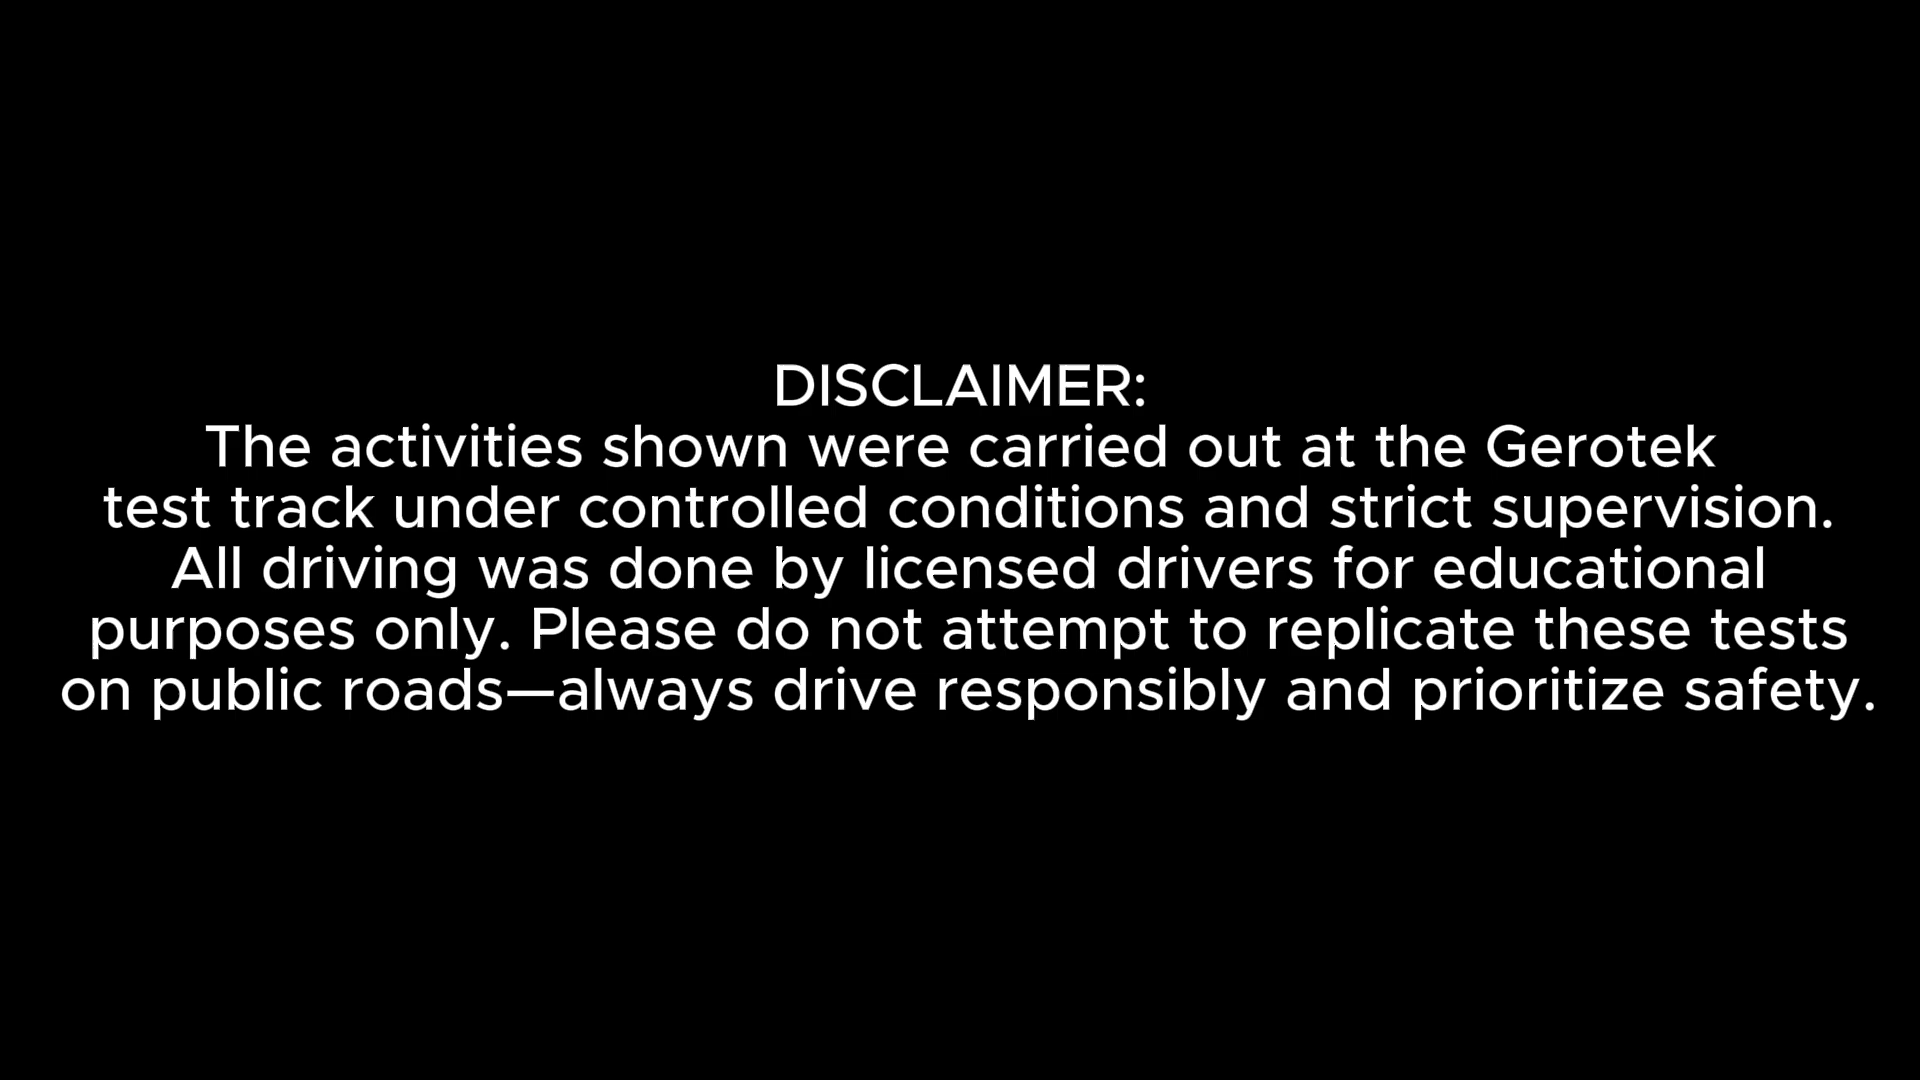 DISCLAIMER:
The activities shown were carried out at the Gerotek
test track under controlled conditions and strict supervision.
All driving was done by licensed drivers for educational
purposes only. Please do not attempt to replicate these tests
on public roads—always drive responsibly and prioritize safety.